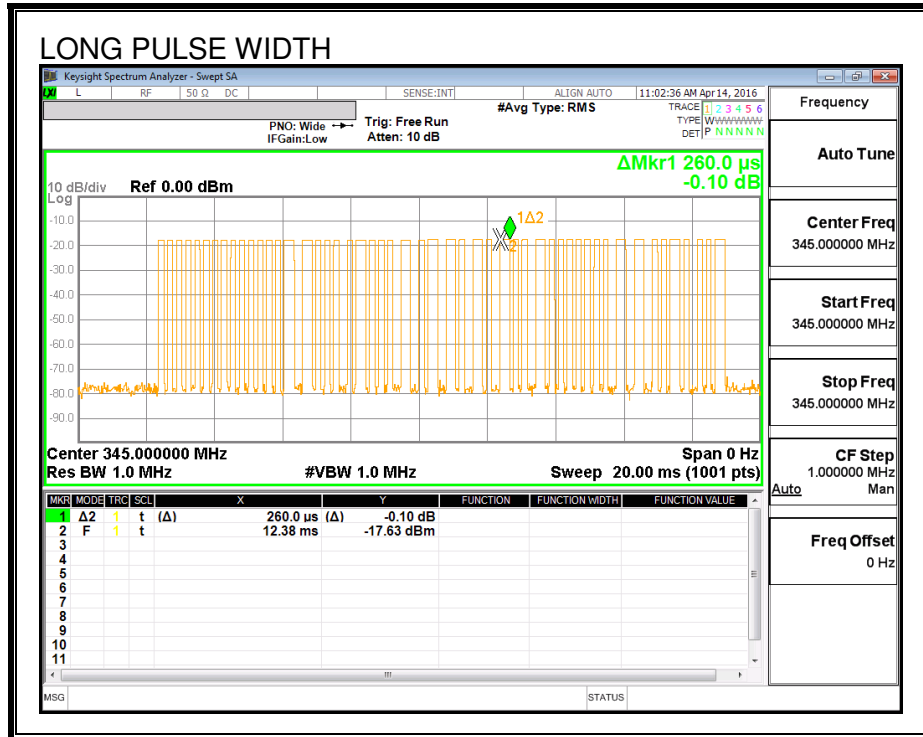 LONG PULSE WIDTH
Keysight Spectrum Analyzer - Swept SA
LXI L RF 50 Ω DC SENSE:INT ALIGN AUTO 11:02:36 AM Apr 14, 2016
#Avg Type: RMS
TRACE 1 2 3 4 5 6
TYPE WWWWWW
DET P N N N N N
PNO: Wide
IFGain:Low
Trig: Free Run
Atten: 10 dB
ΔMkr1 260.0 µs
-0.10 dB
10 dB/div Ref 0.00 dBm
Log
-10.0
-20.0
-30.0
-40.0
-50.0
-60.0
-70.0
-80.0
-90.0
1Δ2
2
Center 345.000000 MHz Span 0 Hz
Res BW 1.0 MHz #VBW 1.0 MHz Sweep 20.00 ms (1001 pts)
MKR MODE TRC SCL X Y FUNCTION FUNCTION WIDTH FUNCTION VALUE
1 Δ2 1 t (Δ) 260.0 µs (Δ) -0.10 dB
2 F 1 t 12.38 ms -17.63 dBm
3
4
5
6
7
8
9
10
11
MSG STATUS
Frequency
Auto Tune
Center Freq
345.000000 MHz
Start Freq
345.000000 MHz
Stop Freq
345.000000 MHz
CF Step
1.000000 MHz
Auto Man
Freq Offset
0 Hz